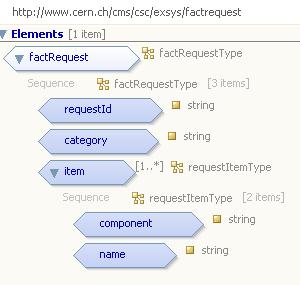 http://www.cern.ch/cms/csc/exsys/factrequest
Elements [1 item]
factRequest factRequestType
Sequence factRequestType [3 items]
requestId string
category string
item [1..*] requestItemType
Sequence requestItemType [2 items]
component string
name string